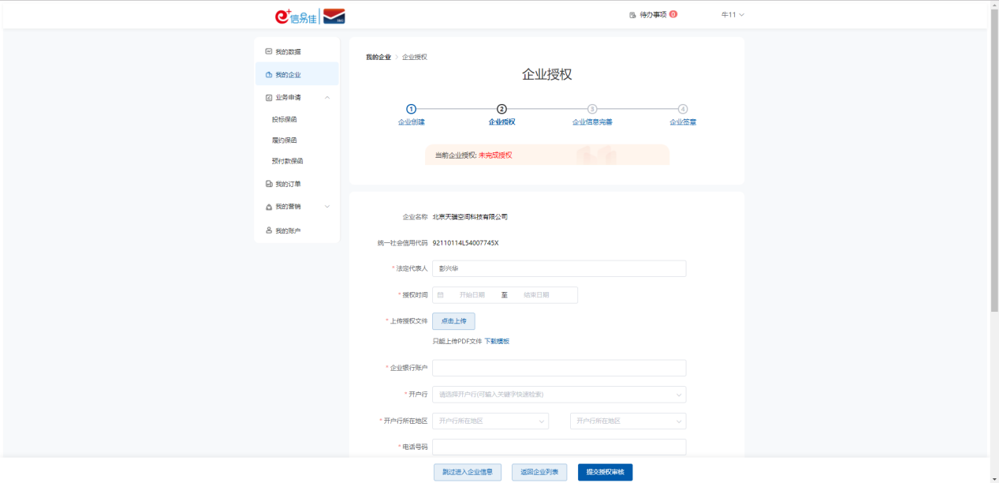 信易佳
待办事项 0
牛11
我的数据
我的企业
业务申请
投标保函
履约保函
预付款保函
我的订单
我的营销
我的账户
我的企业 > 企业授权
企业授权
1 2 3 4
企业创建 企业授权 企业信息完善 企业签章
当前企业授权: 未完成授权
企业名称 北京天骥空间科技有限公司
统一社会信用代码 92110114L54007745X
* 法定代表人 彭兴华
* 授权时间 开始日期 至 结束日期
* 上传授权文件 点击上传
只能上传PDF文件 下载模板
* 企业银行账户
* 开户行 请选择开户行(可输入关键字快速检索)
* 开户行所在地区 开户行所在地区 开户行所在地区
* 电话号码
跳过进入企业信息 返回企业列表 提交授权审核